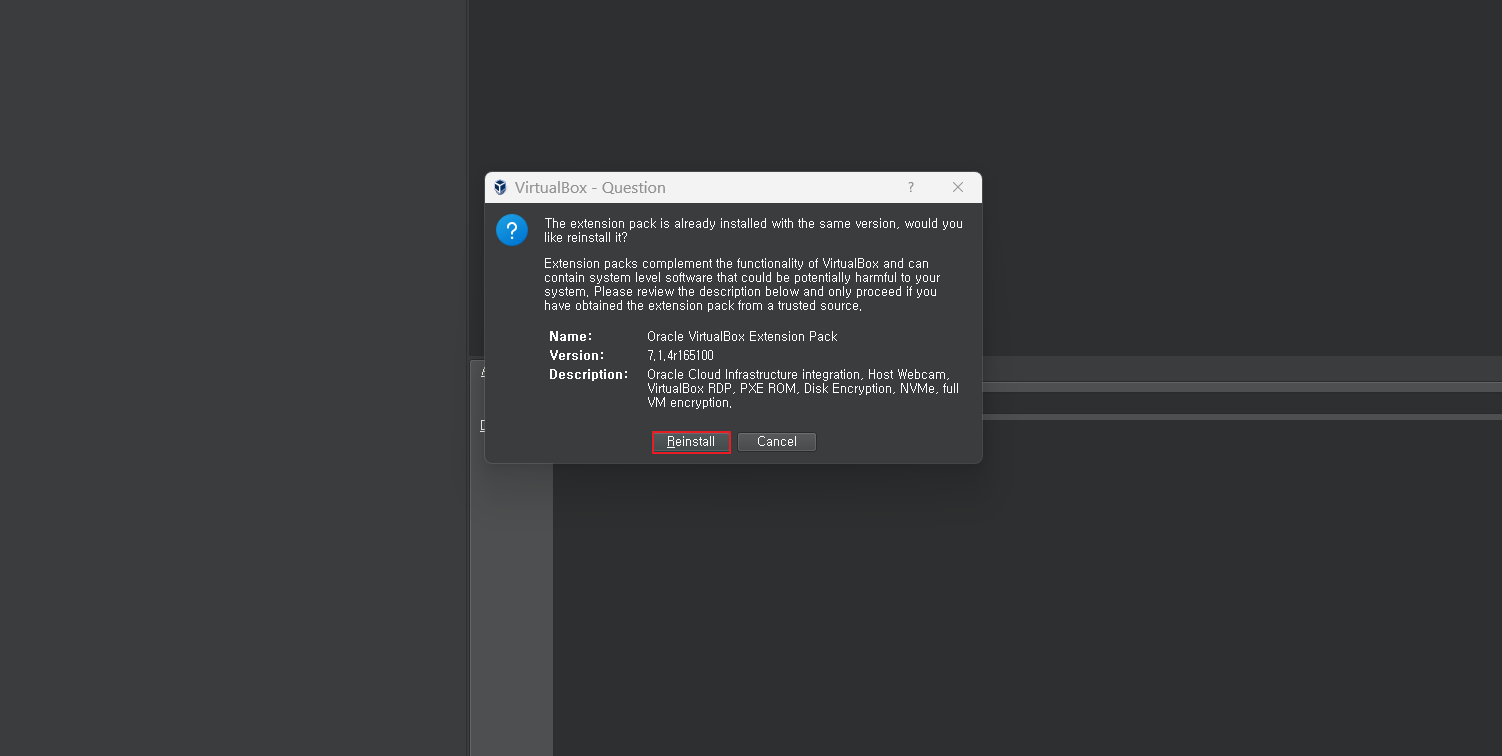 VirtualBox - Question
?
?
The extension pack is already installed with the same version, would you
like reinstall it?
Extension packs complement the functionality of VirtualBox and can
contain system level software that could be potentially harmful to your
system. Please review the description below and only proceed if you
have obtained the extension pack from a trusted source.
Name: Oracle VirtualBox Extension Pack
Version: 7.1.4r165100
Description: Oracle Cloud Infrastructure integration, Host Webcam,
VirtualBox RDP, PXE ROM, Disk Encryption, NVMe, full
VM encryption.
Reinstall Cancel